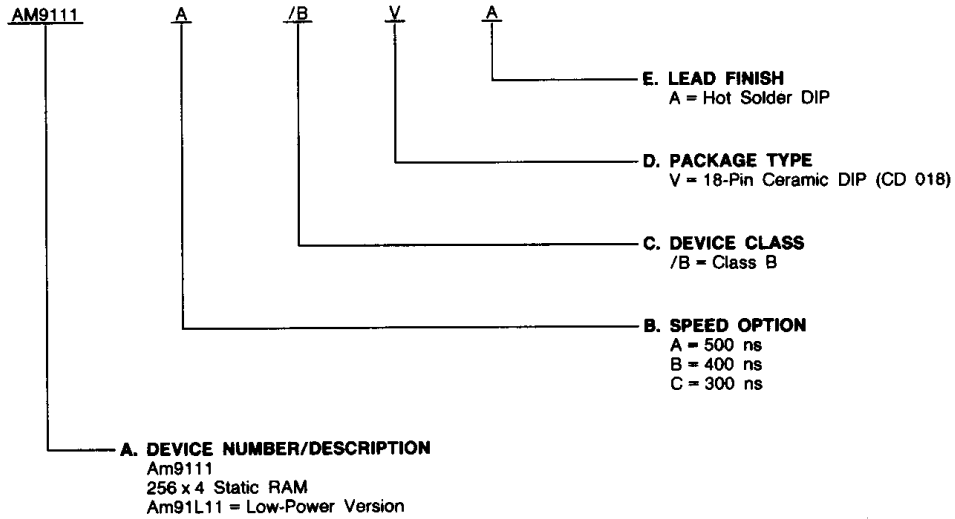 AM9111 A /B V A
E. LEAD FINISH
A = Hot Solder DIP
D. PACKAGE TYPE
V = 18-Pin Ceramic DIP (CD 018)
C. DEVICE CLASS
/B = Class B
B. SPEED OPTION
A = 500 ns
B = 400 ns
C = 300 ns
A. DEVICE NUMBER/DESCRIPTION
Am9111
256 x 4 Static RAM
Am91L11 = Low-Power Version